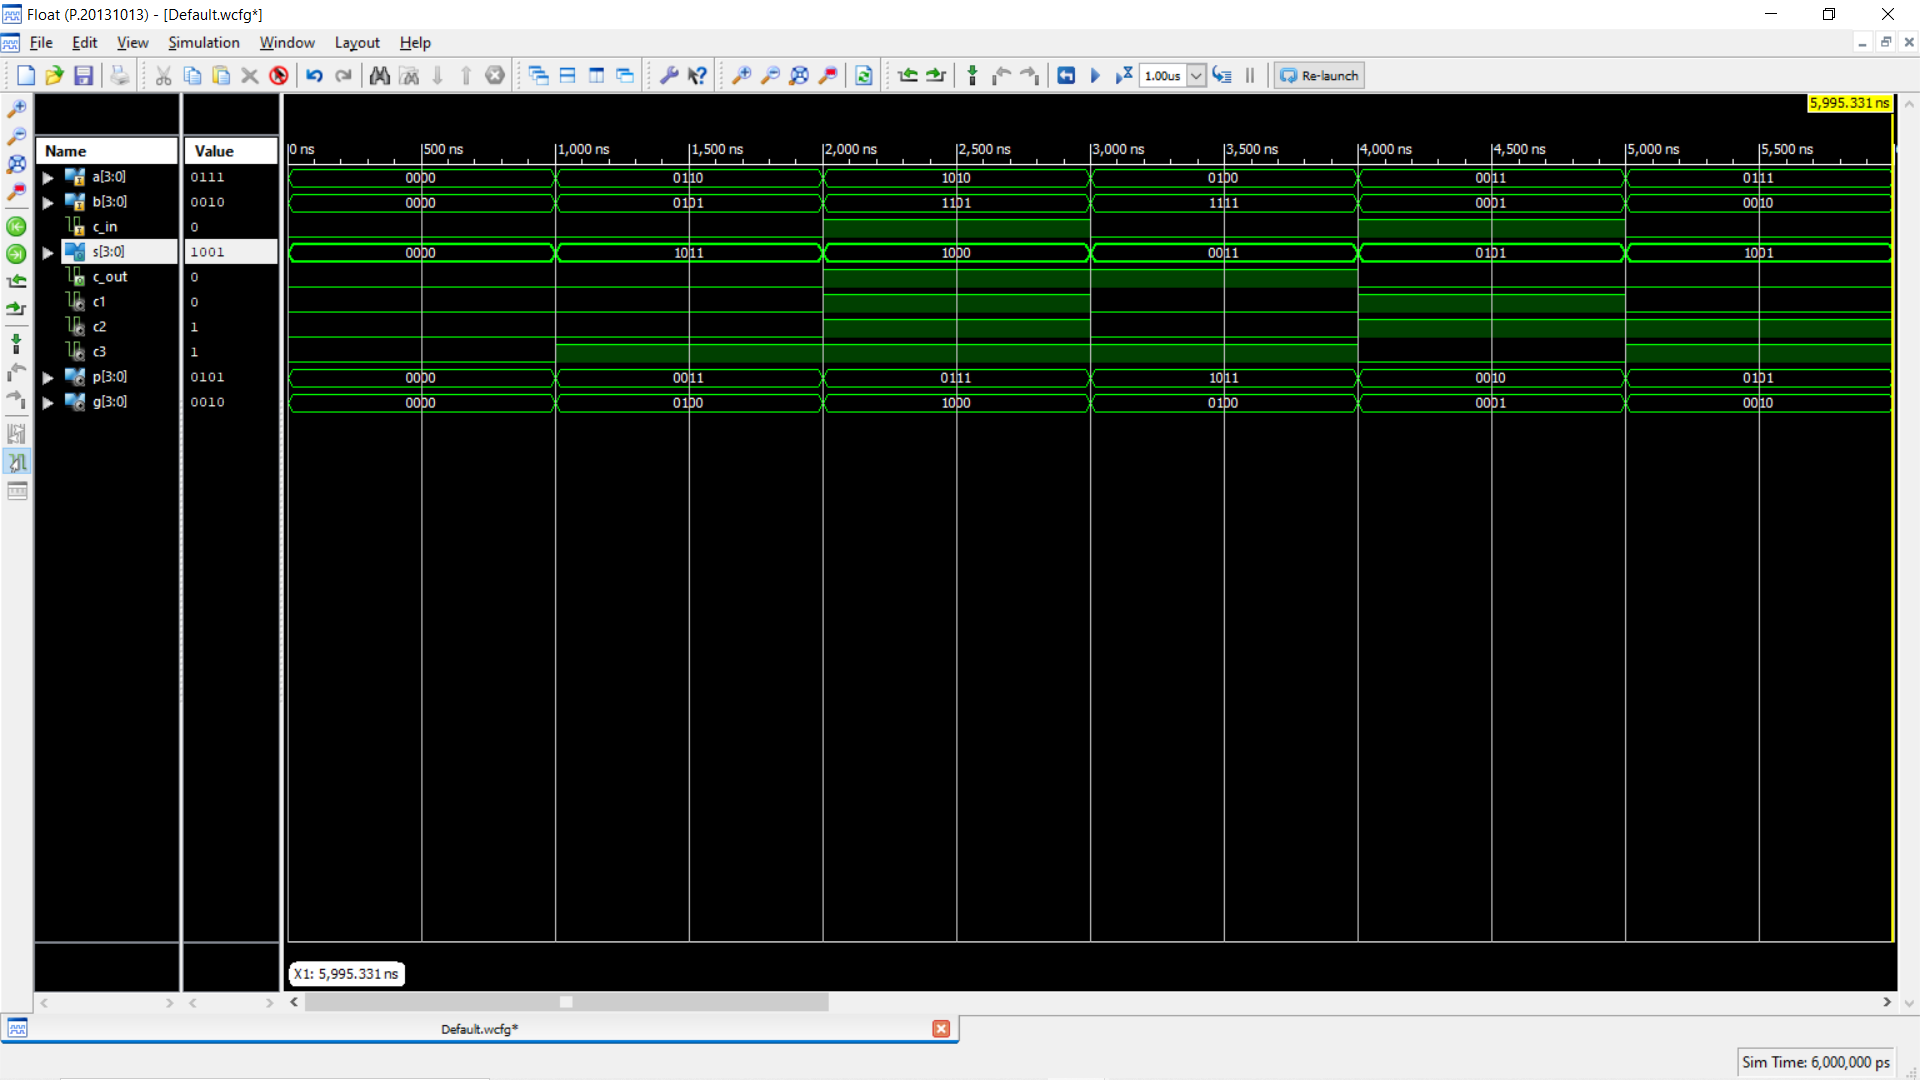 Float (P.20131013) - [Default.wcfg*]
File Edit View Simulation Window Layout Help
1.00us Re-launch
5,995.331 ns
Name Value
0 ns 500 ns 1,000 ns 1,500 ns 2,000 ns 2,500 ns 3,000 ns 3,500 ns 4,000 ns 4,500 ns 5,000 ns 5,500 ns
a[3:0] 0111 0000 0110 1010 0100 0011 0111
b[3:0] 0010 0000 0101 1101 1111 0001 0010
c_in 0
s[3:0] 1001 0000 1011 1000 0011 0101 1001
c_out 0
c1 0
c2 1
c3 1
p[3:0] 0101 0000 0011 0111 1011 0010 0101
g[3:0] 0010 0000 0100 1000 0100 0001 0010
X1: 5,995.331 ns
Default.wcfg*
Sim Time: 6,000,000 ps